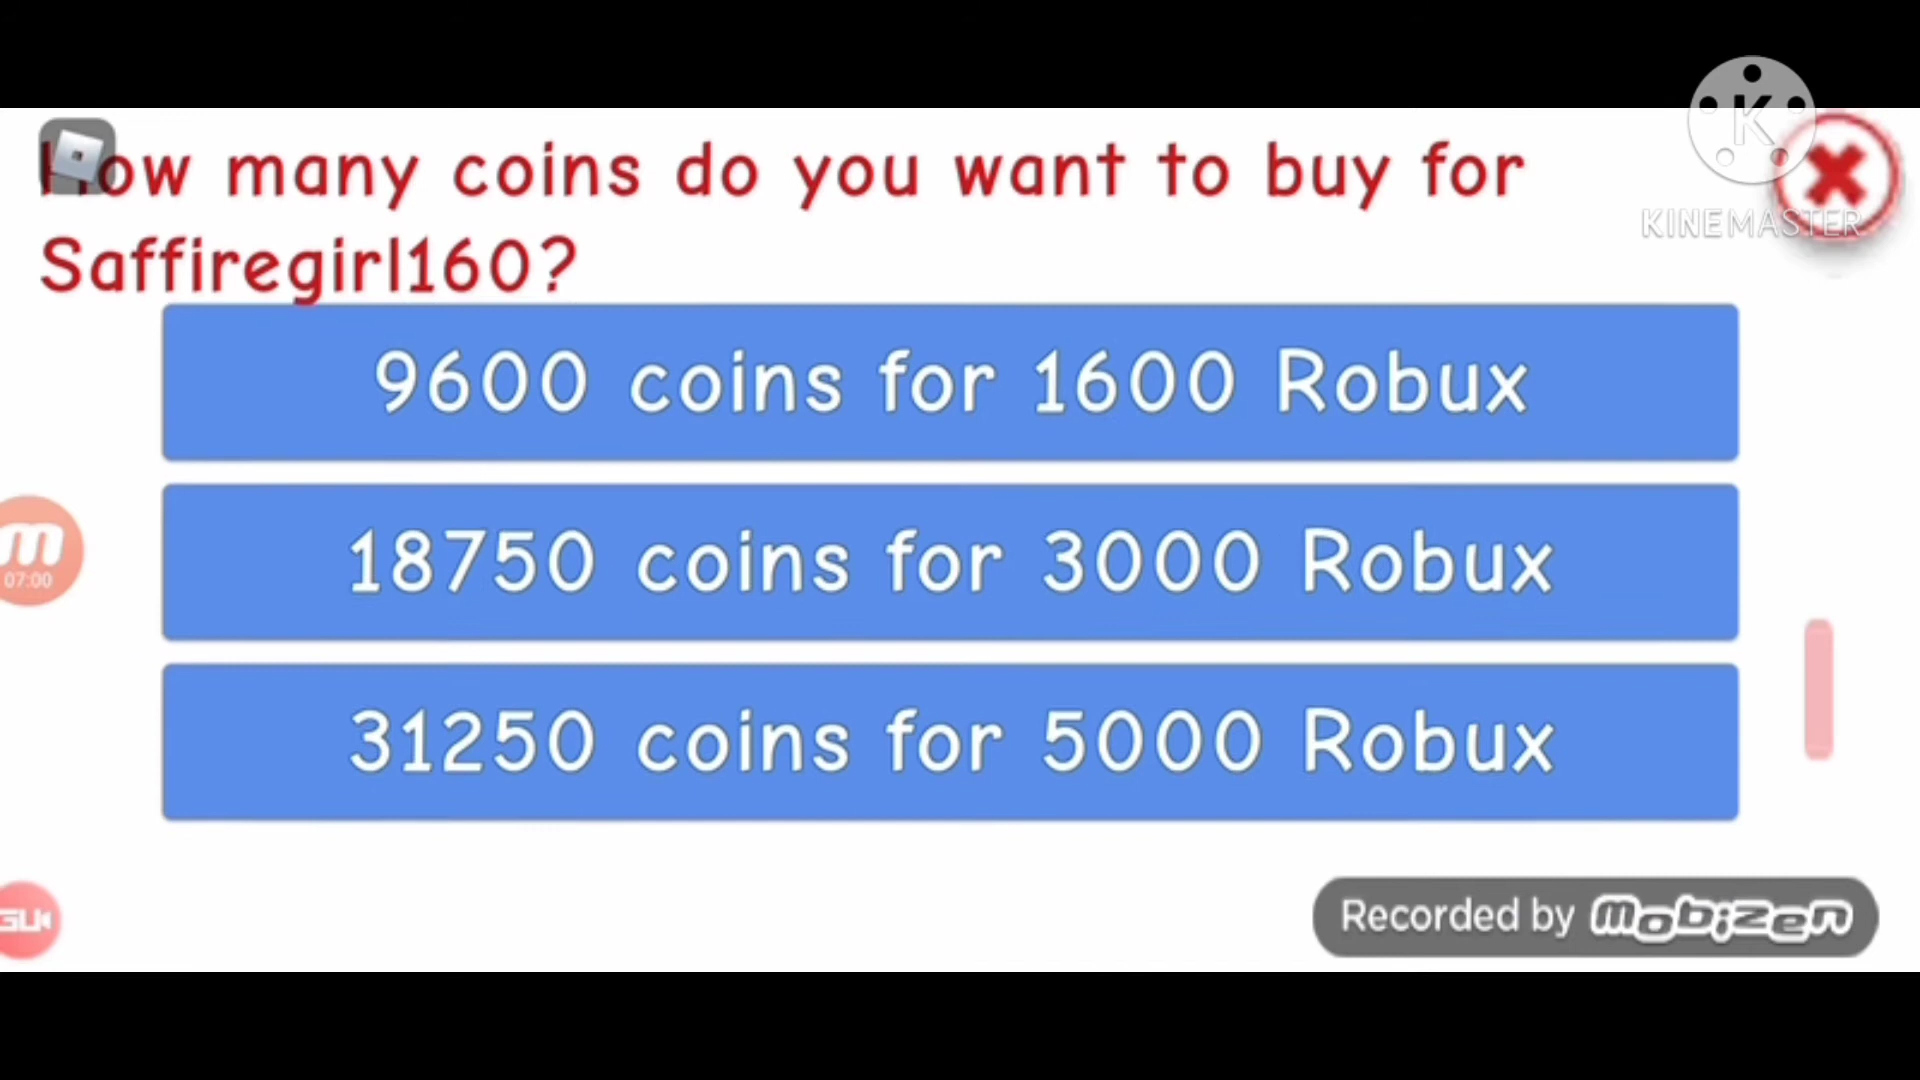 How many coins do you want to buy for
Saffiregirl160?
KINEMASTER
9600 coins for 1600 Robux
18750 coins for 3000 Robux
07:00
31250 coins for 5000 Robux
Recorded by mobizen